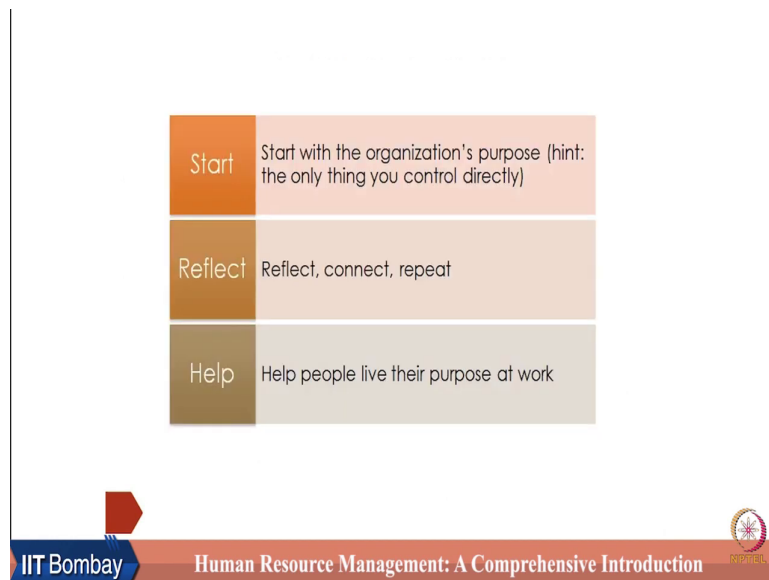 Start
Start with the organization's purpose (hint:
the only thing you control directly)
Reflect
Reflect, connect, repeat
Help
Help people live their purpose at work
IIT Bombay
Human Resource Management: A Comprehensive Introduction
NPTEL